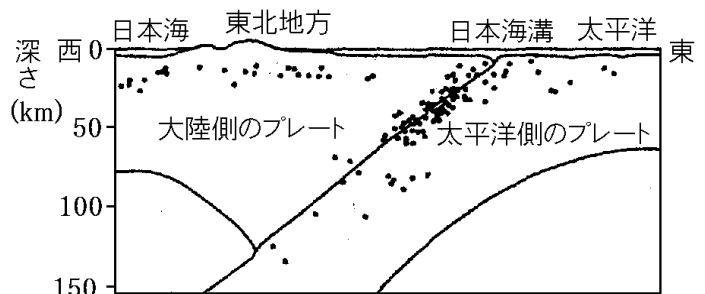 日本海 東北地方 日本海溝 太平洋
深さ 西 0 東
(km)
50
大陸側のプレート 太平洋側のプレート
100
150